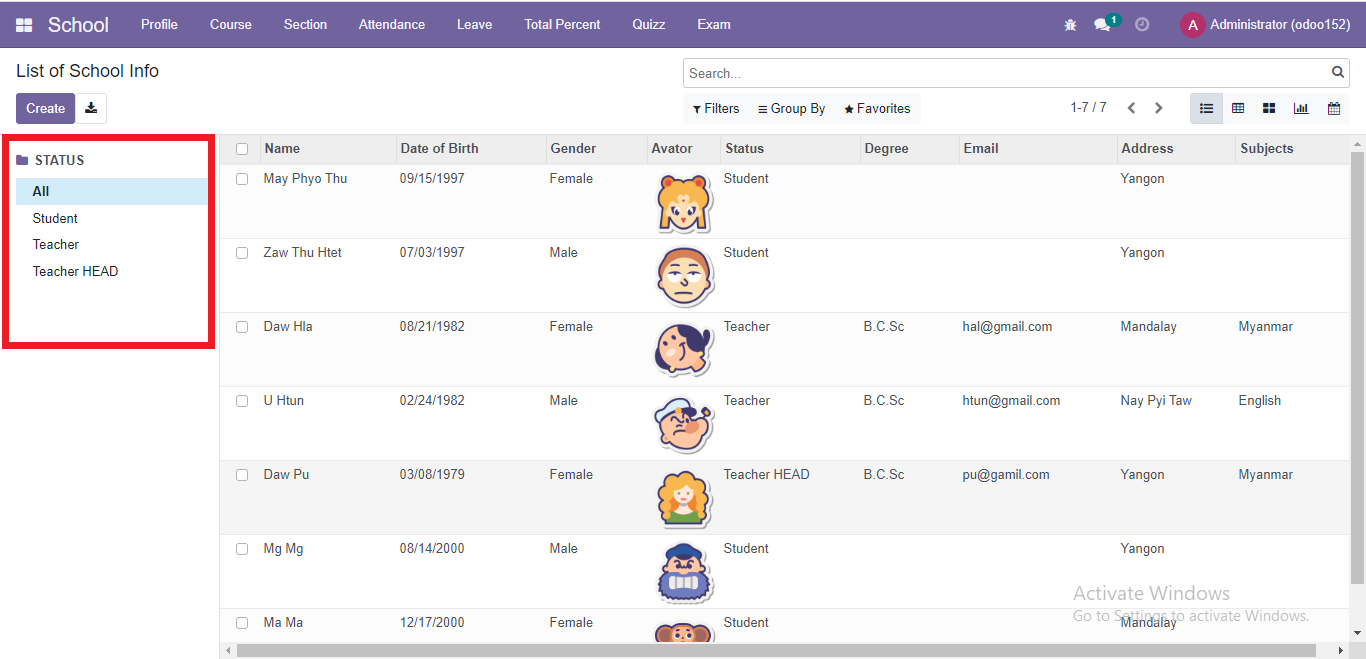 School Profile Course Section Attendance Leave Total Percent Quizz Exam 1 A Administrator (odoo152)
List of School Info
Search...
Create
Filters Group By Favorites 1-7 / 7
STATUS
All
Student
Teacher
Teacher HEAD
Name Date of Birth Gender Avator Status Degree Email Address Subjects
May Phyo Thu 09/15/1997 Female Student Yangon
Zaw Thu Htet 07/03/1997 Male Student Yangon
Daw Hla 08/21/1982 Female Teacher B.C.Sc hal@gmail.com Mandalay Myanmar
U Htun 02/24/1982 Male Teacher B.C.Sc htun@gmail.com Nay Pyi Taw English
Daw Pu 03/08/1979 Female Teacher HEAD B.C.Sc pu@gamil.com Yangon Myanmar
Mg Mg 08/14/2000 Male Student Yangon
Ma Ma 12/17/2000 Female Student Mandalay
Activate Windows
Go to Settings to activate Windows.